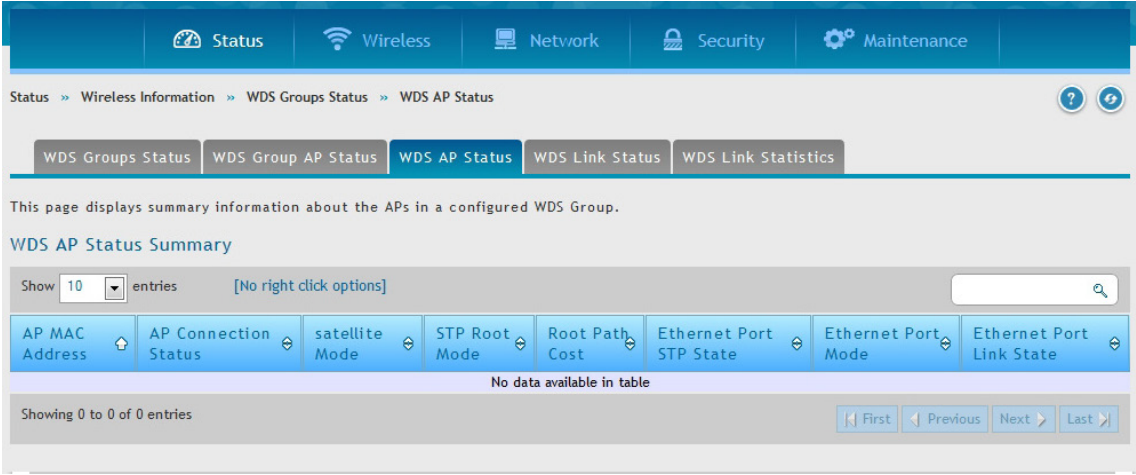 Status Wireless Network Security Maintenance
Status » Wireless Information » WDS Groups Status » WDS AP Status ?
WDS Groups Status WDS Group AP Status WDS AP Status WDS Link Status WDS Link Statistics
This page displays summary information about the APs in a configured WDS Group.
WDS AP Status Summary
Show 10 entries [No right click options]
AP MAC Address AP Connection Status satellite Mode STP Root Mode Root Path Cost Ethernet Port STP State Ethernet Port Mode Ethernet Port Link State
No data available in table
Showing 0 to 0 of 0 entries First Previous Next Last